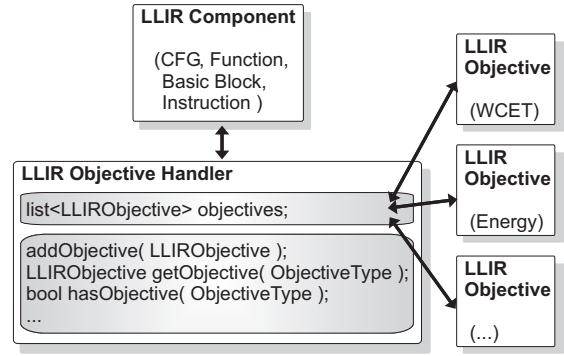 LLIR Component
(CFG, Function,
Basic Block,
Instruction )
LLIR Objective Handler
list<LLIRObjective> objectives;
addObjective( LLIRObjective );
LLIRObjective getObjective( ObjectiveType );
bool hasObjective( ObjectiveType );
...
LLIR
Objective
(WCET)
LLIR
Objective
(Energy)
LLIR
Objective
(...)